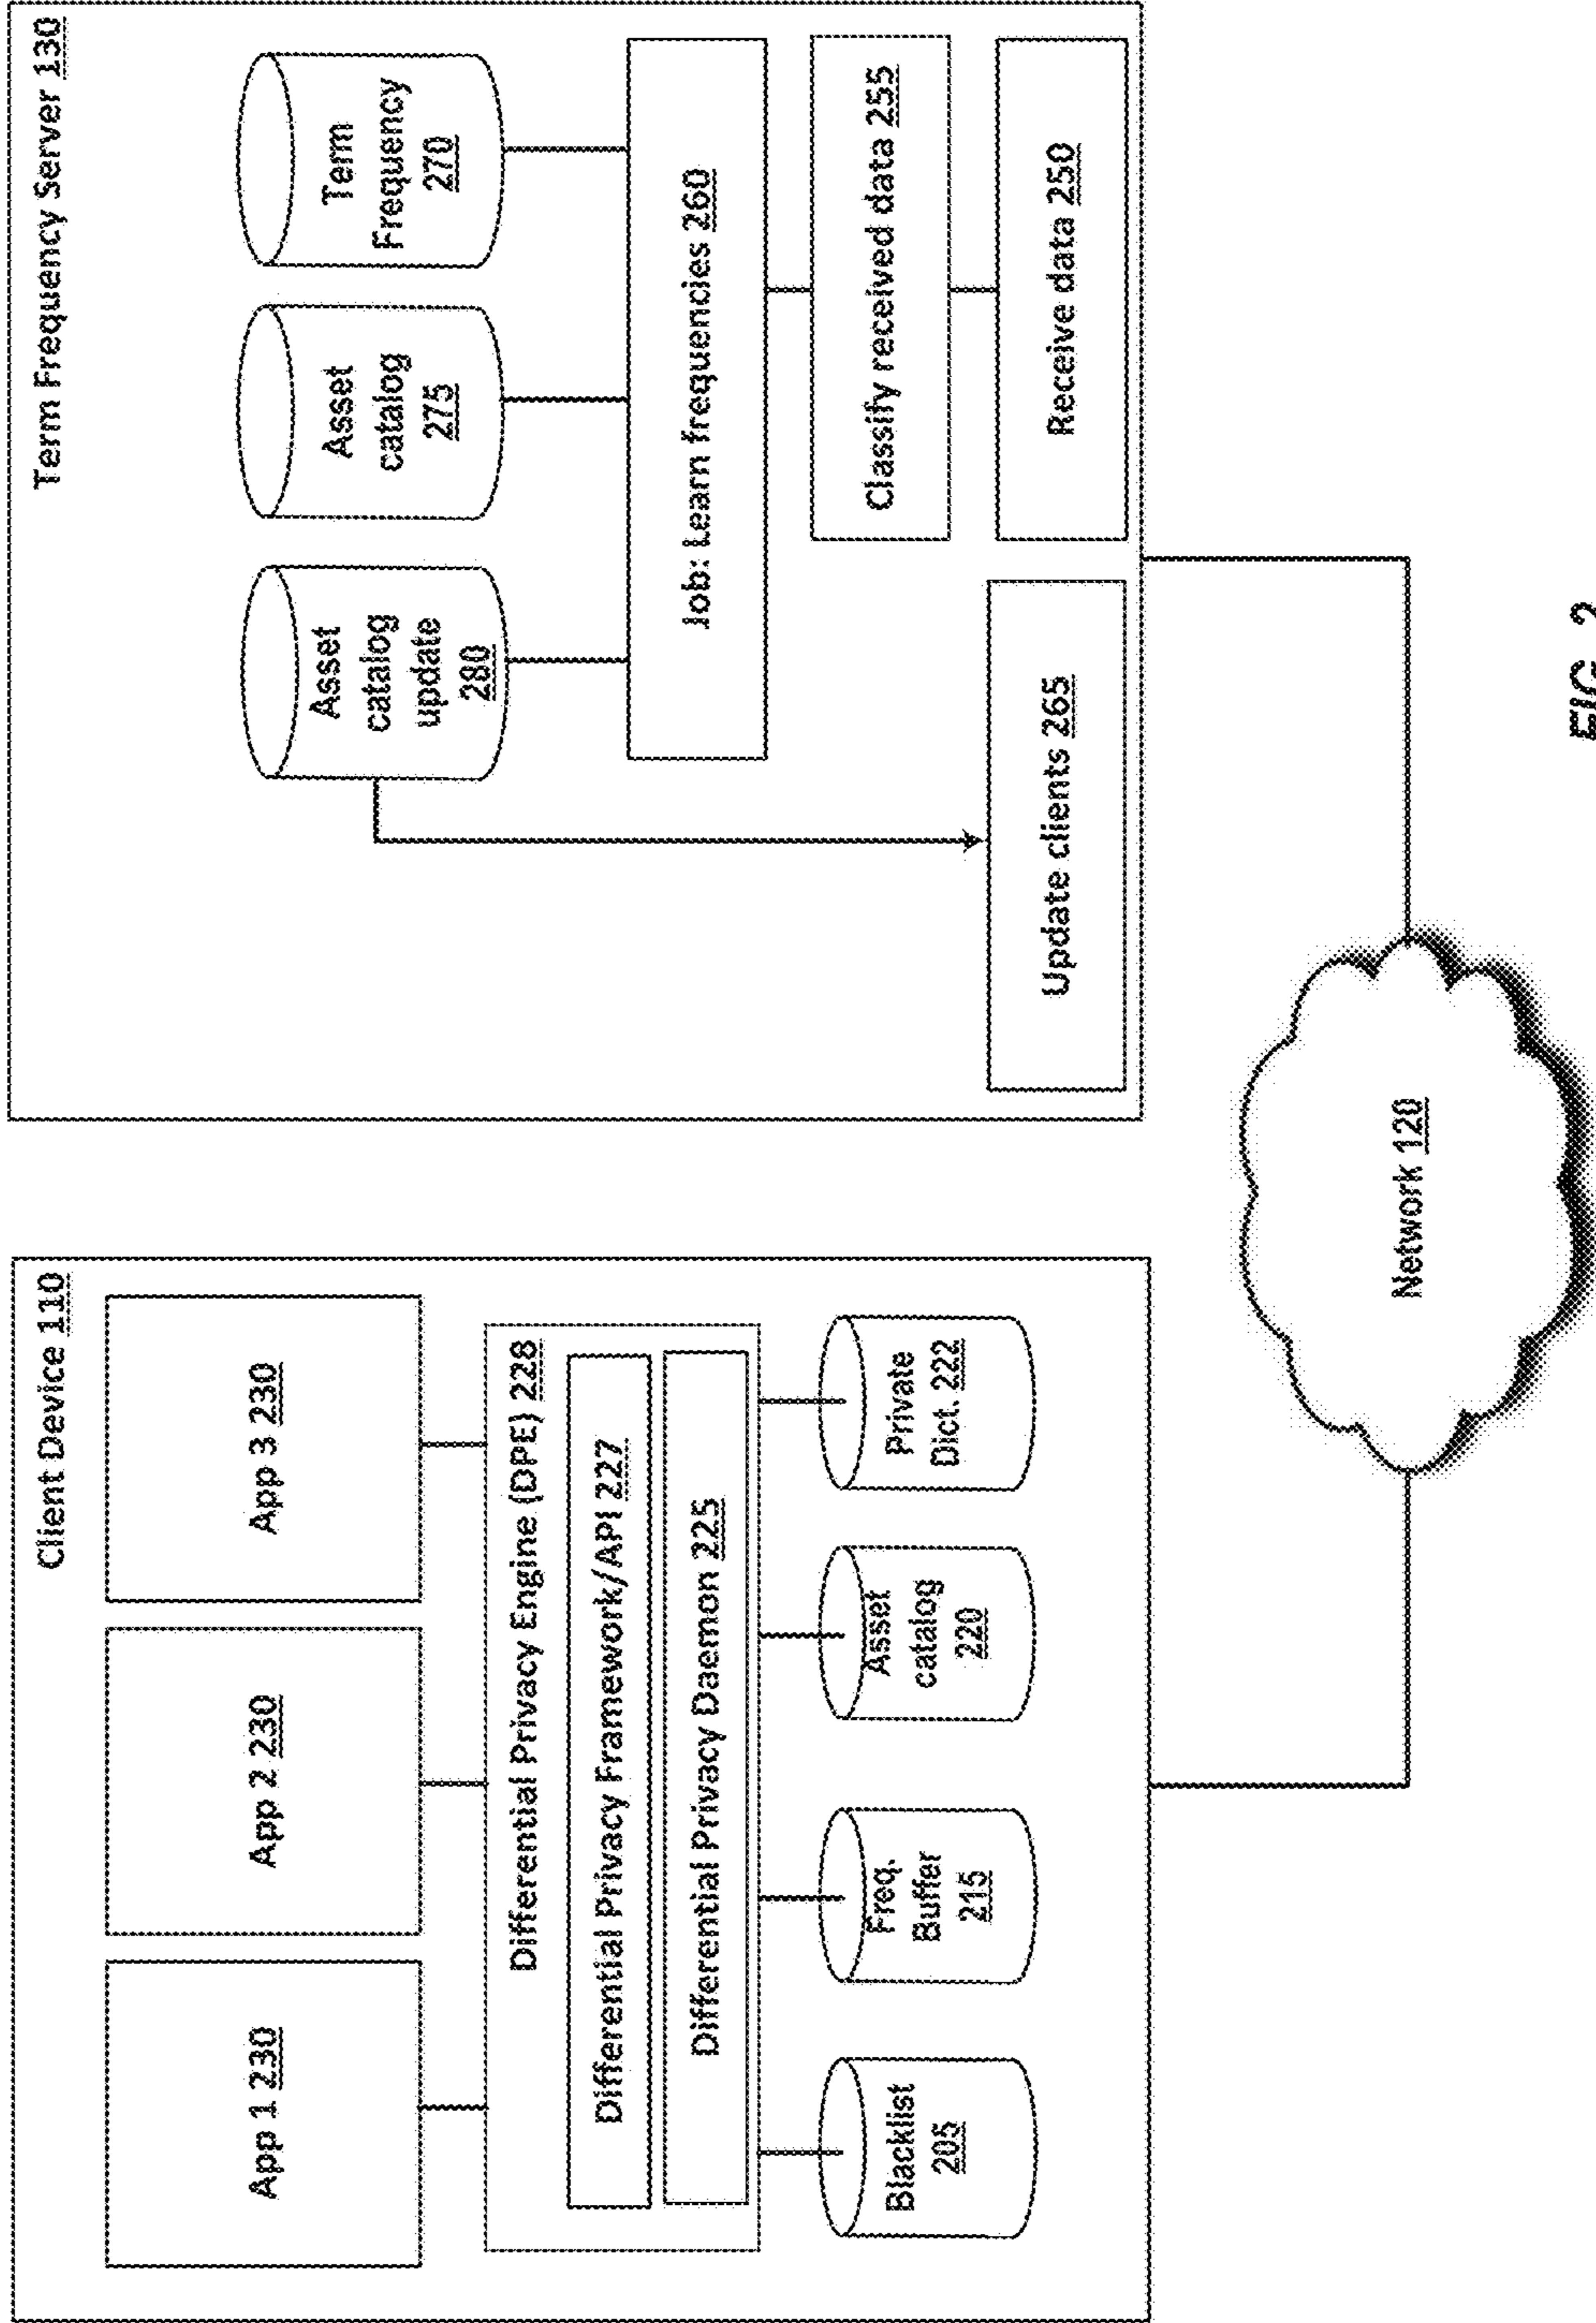 Client Device 110
App 1 230
App 2 230
App 3 230
Differential Privacy Engine (DPE) 228
Differential Privacy Framework/API 227
Differential Privacy Daemon 225
Blacklist
205
Freq.
Buffer
215
Asset
catalog
220
Private
Dict. 222
Network 120
Term Frequency Server 130
Asset
catalog
update
280
Asset
catalog
275
Term
Frequency
270
Job: Learn frequencies 260
Classify received data 255
Update clients 265
Receive data 250
FIG. 2